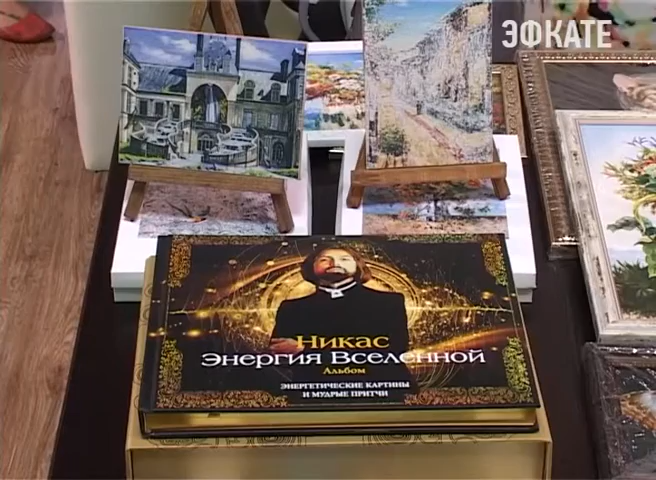 ЭФКАТЕ
Никас
Энергия Вселенной
Альбом
ЭНЕРГЕТИЧЕСКИЕ КАРТИНЫ
И МУДРЫЕ ПРИТЧИ